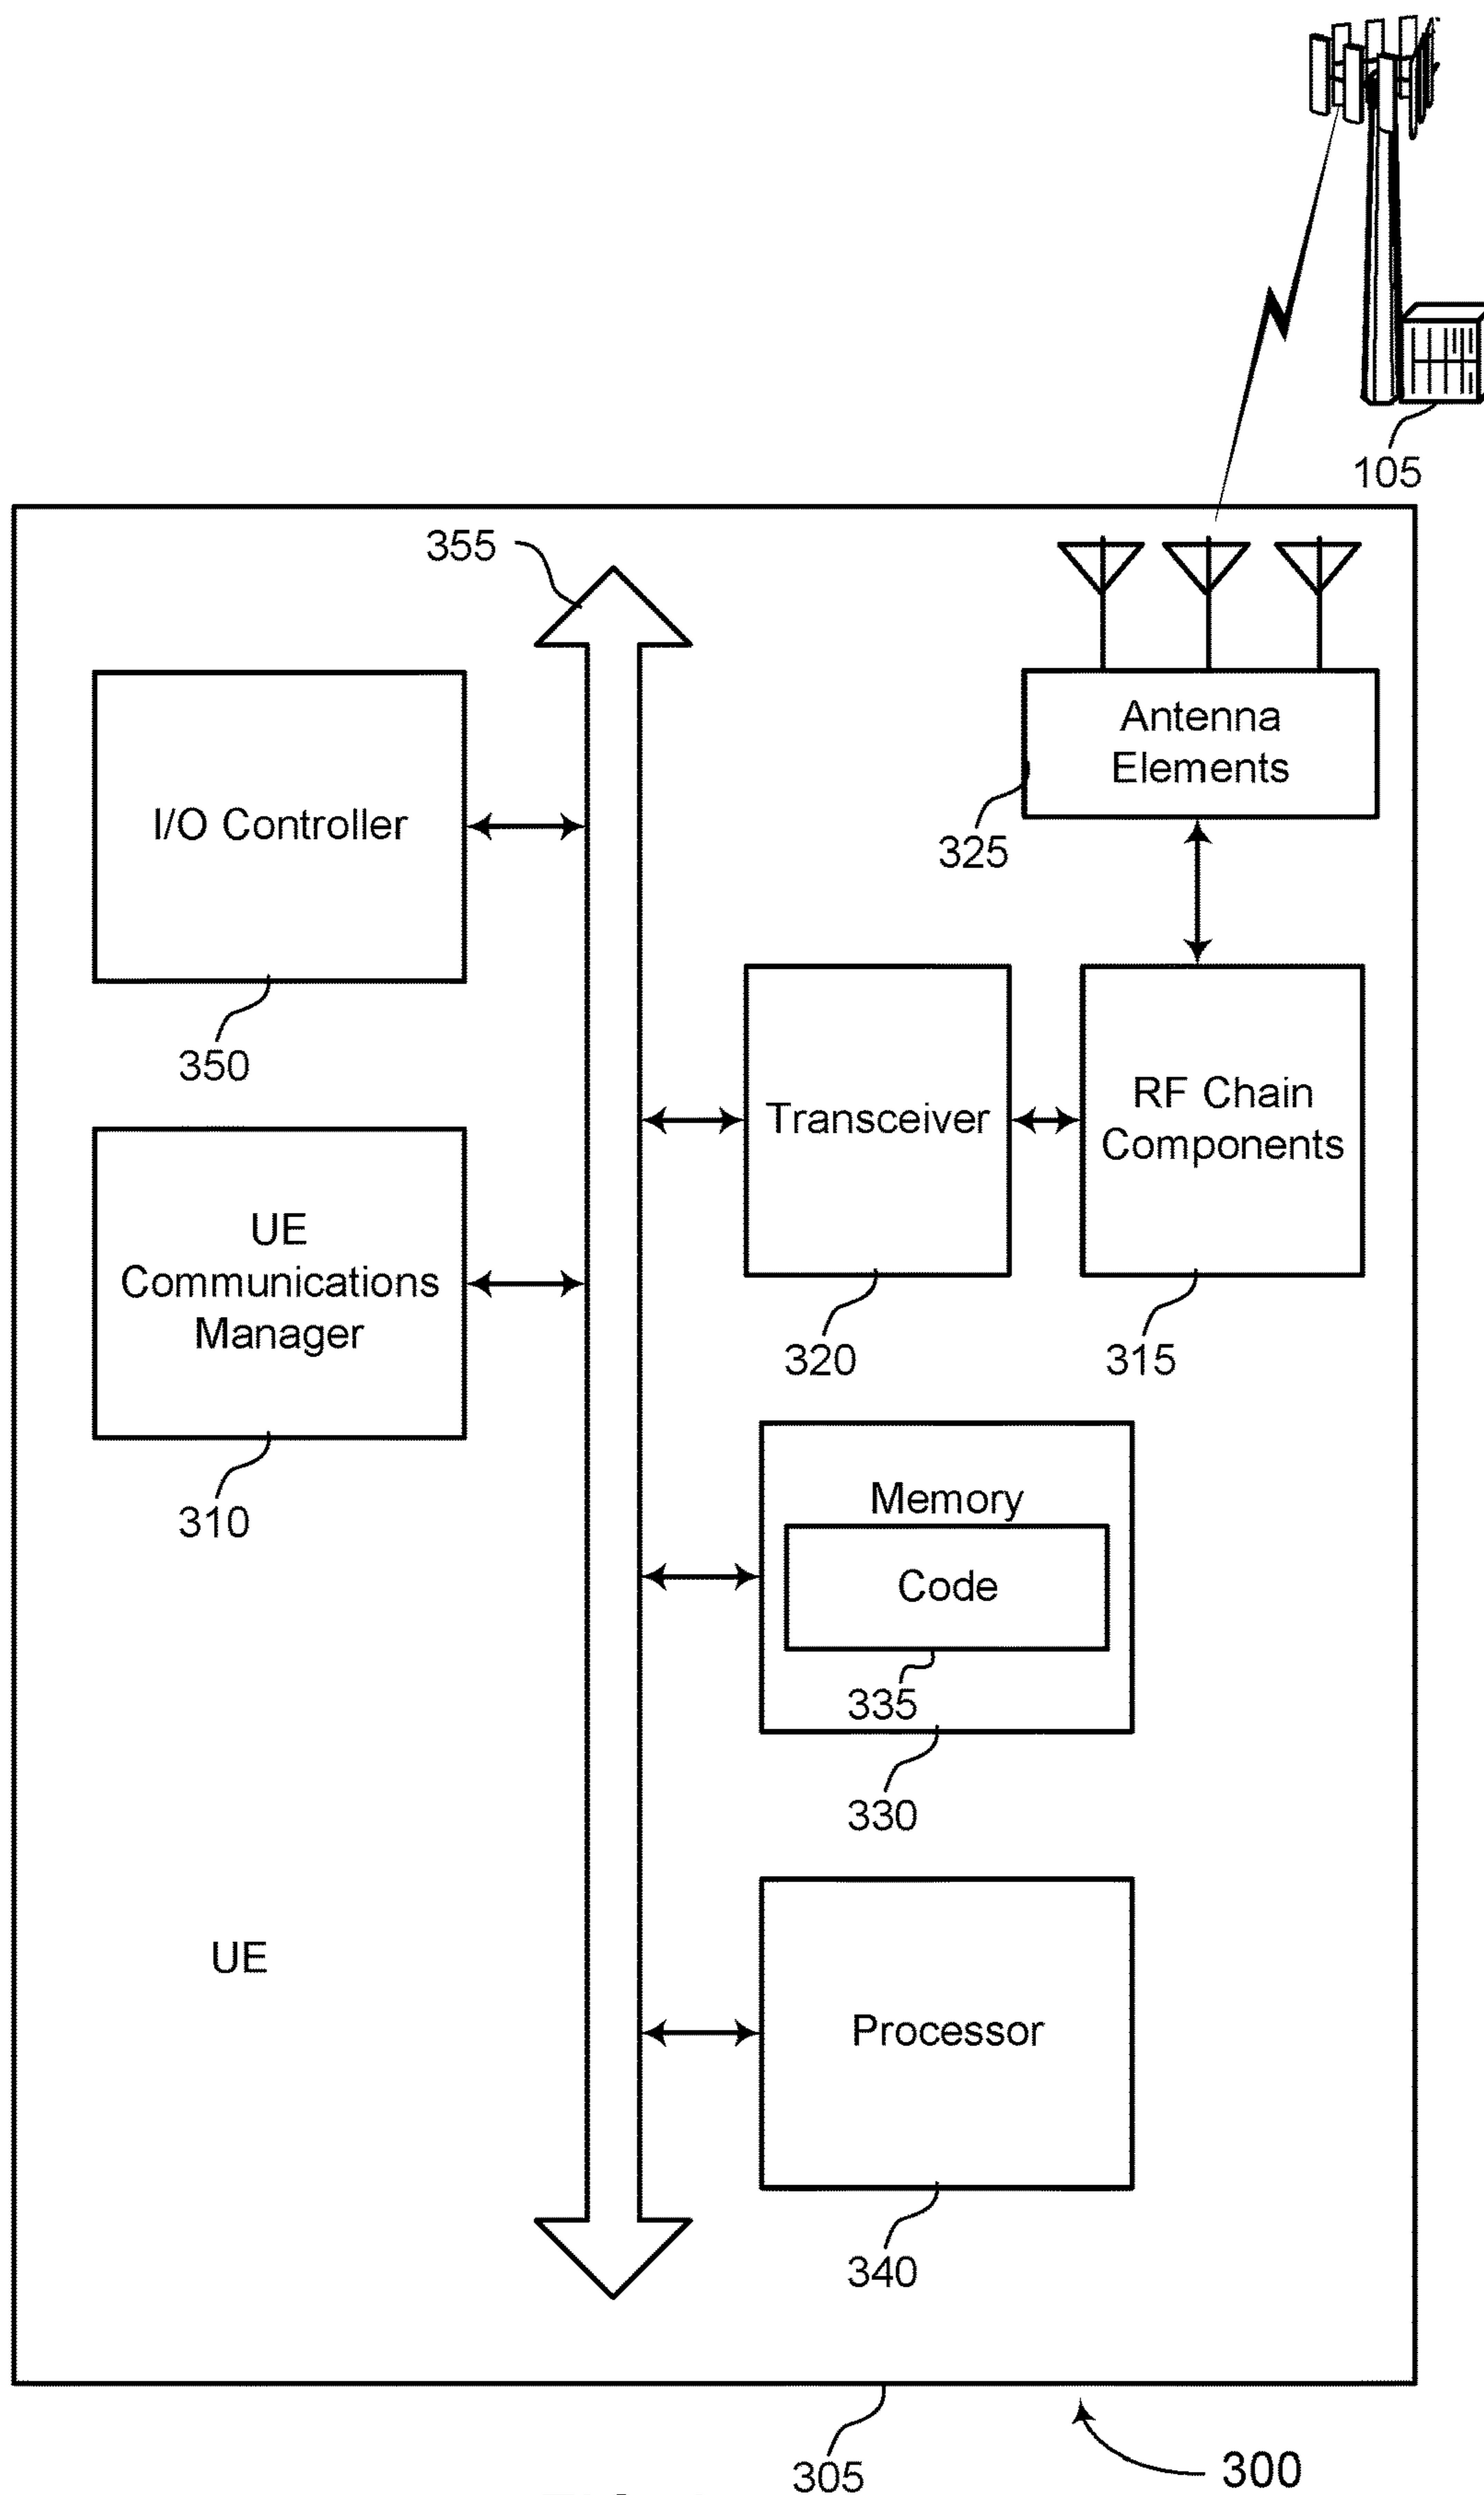 105
355
Antenna
Elements
I/O Controller
325
350
RF Chain
Components
Transceiver
UE
Communications
Manager
320
315
Memory
310
Code
335
330
UE
Processor
340
305
300